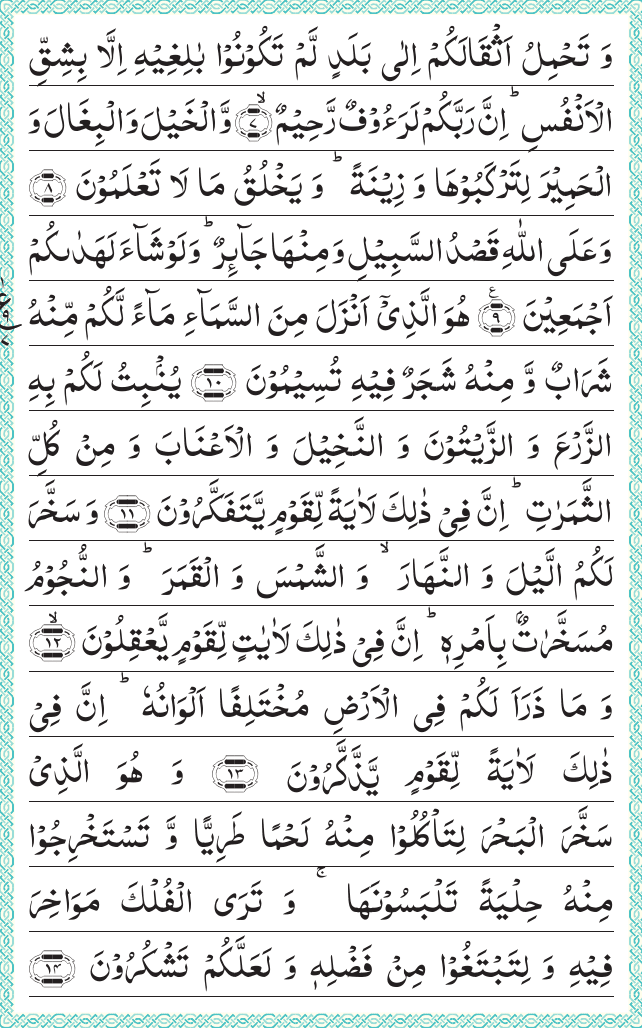 وَ تَحْمِلُ اَثْقَالَكُمْ اِلٰى بَلَدٍ لَّمْ تَكُوْنُوْا بٰلِغِيْهِ اِلَّا بِشِقِّ
الْاَنْفُسِ ؕ اِنَّ رَبَّكُمْ لَرَءُوْفٌ رَّحِيْمٌ ۙ﴿۷﴾ وَّ الْخَيْلَ وَ الْبِغَالَ وَ
الْحَمِيْرَ لِتَرْكَبُوْهَا وَ زِيْنَةً ؕ وَ يَخْلُقُ مَا لَا تَعْلَمُوْنَ ﴿۸﴾
وَ عَلَى اللّٰهِ قَصْدُ السَّبِيْلِ وَ مِنْهَا جَآئِرٌ ؕ وَ لَوْ شَآءَ لَهَدٰىكُمْ
اَجْمَعِيْنَ ﴿۹﴾ ع هُوَ الَّذِيْۤ اَنْزَلَ مِنَ السَّمَآءِ مَآءً لَّكُمْ مِّنْهُ
شَرَابٌ وَّ مِنْهُ شَجَرٌ فِيْهِ تُسِيْمُوْنَ ﴿۱۰﴾ يُنْۢبِتُ لَكُمْ بِهِ
الزَّرْعَ وَ الزَّيْتُوْنَ وَ النَّخِيْلَ وَ الْاَعْنَابَ وَ مِنْ كُلِّ
الثَّمَرٰتِ ؕ اِنَّ فِيْ ذٰلِكَ لَاٰيَةً لِّقَوْمٍ يَّتَفَكَّرُوْنَ ﴿۱۱﴾ وَ سَخَّرَ
لَكُمُ الَّيْلَ وَ النَّهَارَ ۙ وَ الشَّمْسَ وَ الْقَمَرَ ؕ وَ النُّجُوْمُ
مُسَخَّرٰتٌۢ بِاَمْرِهٖ ؕ اِنَّ فِيْ ذٰلِكَ لَاٰيٰتٍ لِّقَوْمٍ يَّعْقِلُوْنَ ۙ﴿۱۲﴾
وَ مَا ذَرَاَ لَكُمْ فِي الْاَرْضِ مُخْتَلِفًا اَلْوَانُهٗ ؕ اِنَّ فِيْ
ذٰلِكَ لَاٰيَةً لِّقَوْمٍ يَّذَّكَّرُوْنَ ﴿۱۳﴾ وَ هُوَ الَّذِيْ
سَخَّرَ الْبَحْرَ لِتَاْكُلُوْا مِنْهُ لَحْمًا طَرِيًّا وَّ تَسْتَخْرِجُوْا
مِنْهُ حِلْيَةً تَلْبَسُوْنَهَا ۚ وَ تَرَى الْفُلْكَ مَوَاخِرَ
فِيْهِ وَ لِتَبْتَغُوْا مِنْ فَضْلِهٖ وَ لَعَلَّكُمْ تَشْكُرُوْنَ ﴿۱۴﴾